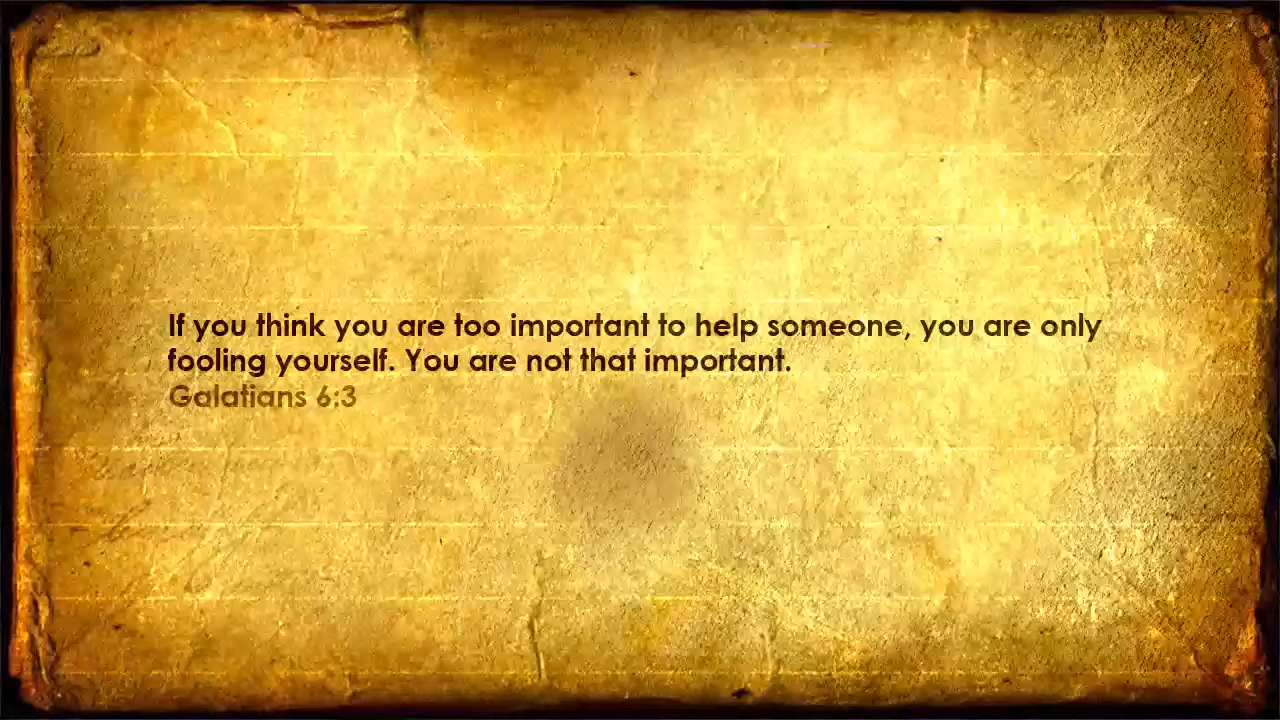 If you think you are too important to help someone, you are only
fooling yourself. You are not that important.
Galatians 6:3